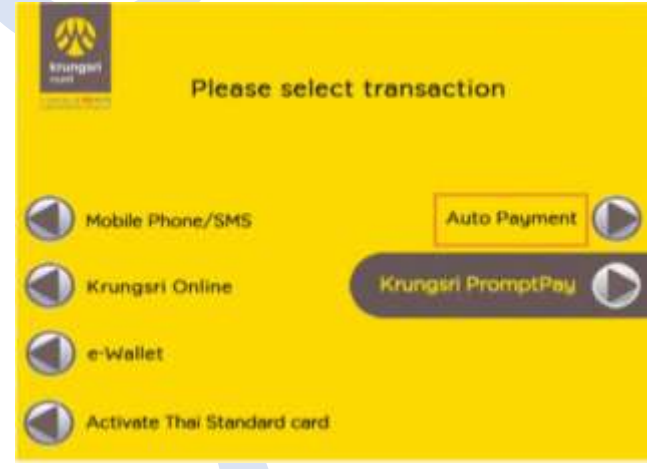 krungsri
Please select transaction
Mobile Phone/SMS
Auto Payment
Krungsri Online
Krungsri PromptPay
e-Wallet
Activate Thai Standard card